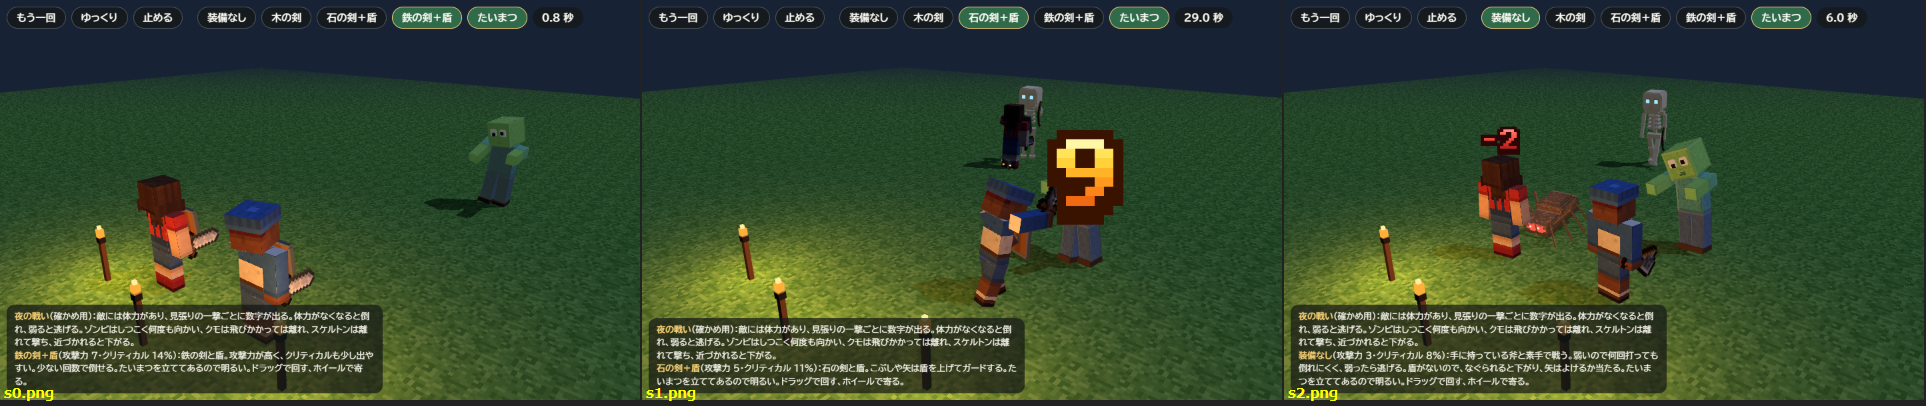 もう一回 ゆっくり 止める 装備なし 木の剣 石の剣+盾 鉄の剣+盾 たいまつ 0.8 秒
夜の戦い(確かめ用):敵には体力があり、見張りの一撃ごとに数字が出る。体力がなくなると倒
れ、弱ると逃げる。ゾンビはしつこく何度も向かい、クモは飛びかかっては離れ、スケルトンは離
れて撃ち、近づかれると下がる。
鉄の剣+盾(攻撃力 7・クリティカル 14%):鉄の剣と盾。攻撃が高く、クリティカルも少し出や
すい。少ない回数で倒せる。たいまつを立ててあるので明るい。ドラッグで回す、ホイールで寄
る。
s0.png
もう一回 ゆっくり 止める 装備なし 木の剣 石の剣+盾 鉄の剣+盾 たいまつ 29.0 秒
9
夜の戦い(確かめ用):敵には体力があり、見張りの一撃ごとに数字が出る。体力がなくなると倒
れ、弱ると逃げる。ゾンビはしつこく何度も向かい、クモは飛びかかっては離れ、スケルトンは離
れて撃ち、近づかれると下がる。
石の剣+盾(攻撃力 5・クリティカル 11%):石の剣と盾。こぶしや矢は盾を上げてガードする。た
いまつを立ててあるので明るい。ドラッグで回す、ホイールで寄る。
s1.png
もう一回 ゆっくり 止める 装備なし 木の剣 石の剣+盾 鉄の剣+盾 たいまつ 6.0 秒
-2
夜の戦い(確かめ用):敵には体力があり、見張りの一撃ごとに数字が出る。体力がなくなると倒
れ、弱ると逃げる。ゾンビはしつこく何度も向かい、クモは飛びかかっては離れ、スケルトンは離
れて撃ち、近づかれると下がる。
装備なし(攻撃力 3・クリティカル 8%):手に持っている斧と素手で戦う。弱いので何回打っても
倒れにくく、弱ったら逃げる。盾がないので、なぐられると下がり、矢はよけるか当たる。たいま
つを立ててあるので明るい。ドラッグで回す、ホイールで寄る。
s2.png